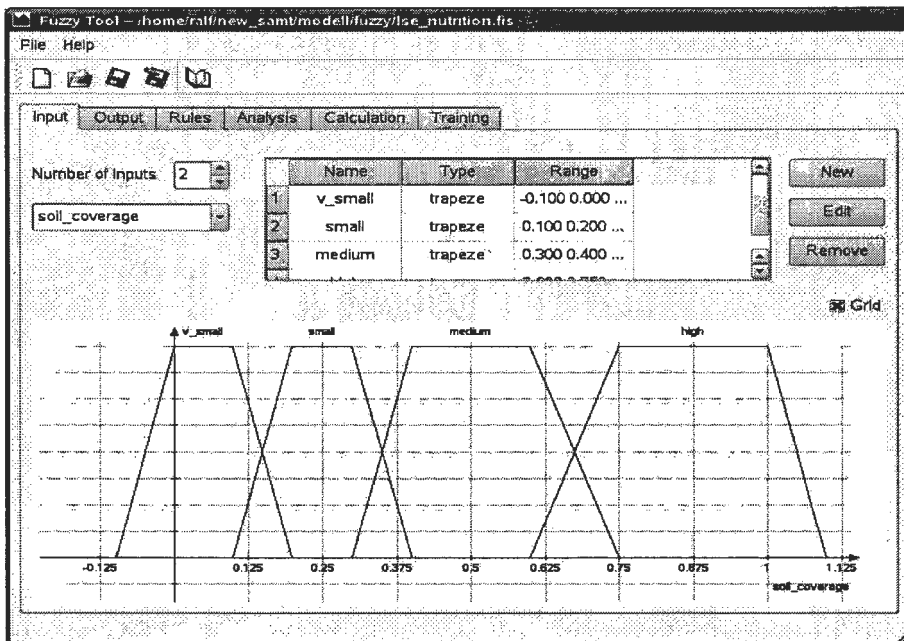 Fuzzy Tool - /home/ralf/new_samt/modell/fuzzy/lse_nutrition.fis
File Help
Input Output Rules Analysis Calculation Training
Number of Inputs 2
soil_coverage
Name Type Range
1 v_small trapeze -0.100 0.000 ...
2 small trapeze 0.100 0.200 ...
3 medium trapeze 0.300 0.400 ...
New
Edit
Remove
Grid
v_small small medium high
-0.125 0.125 0.25 0.375 0.5 0.625 0.75 0.875 1 1.125
soil_coverage